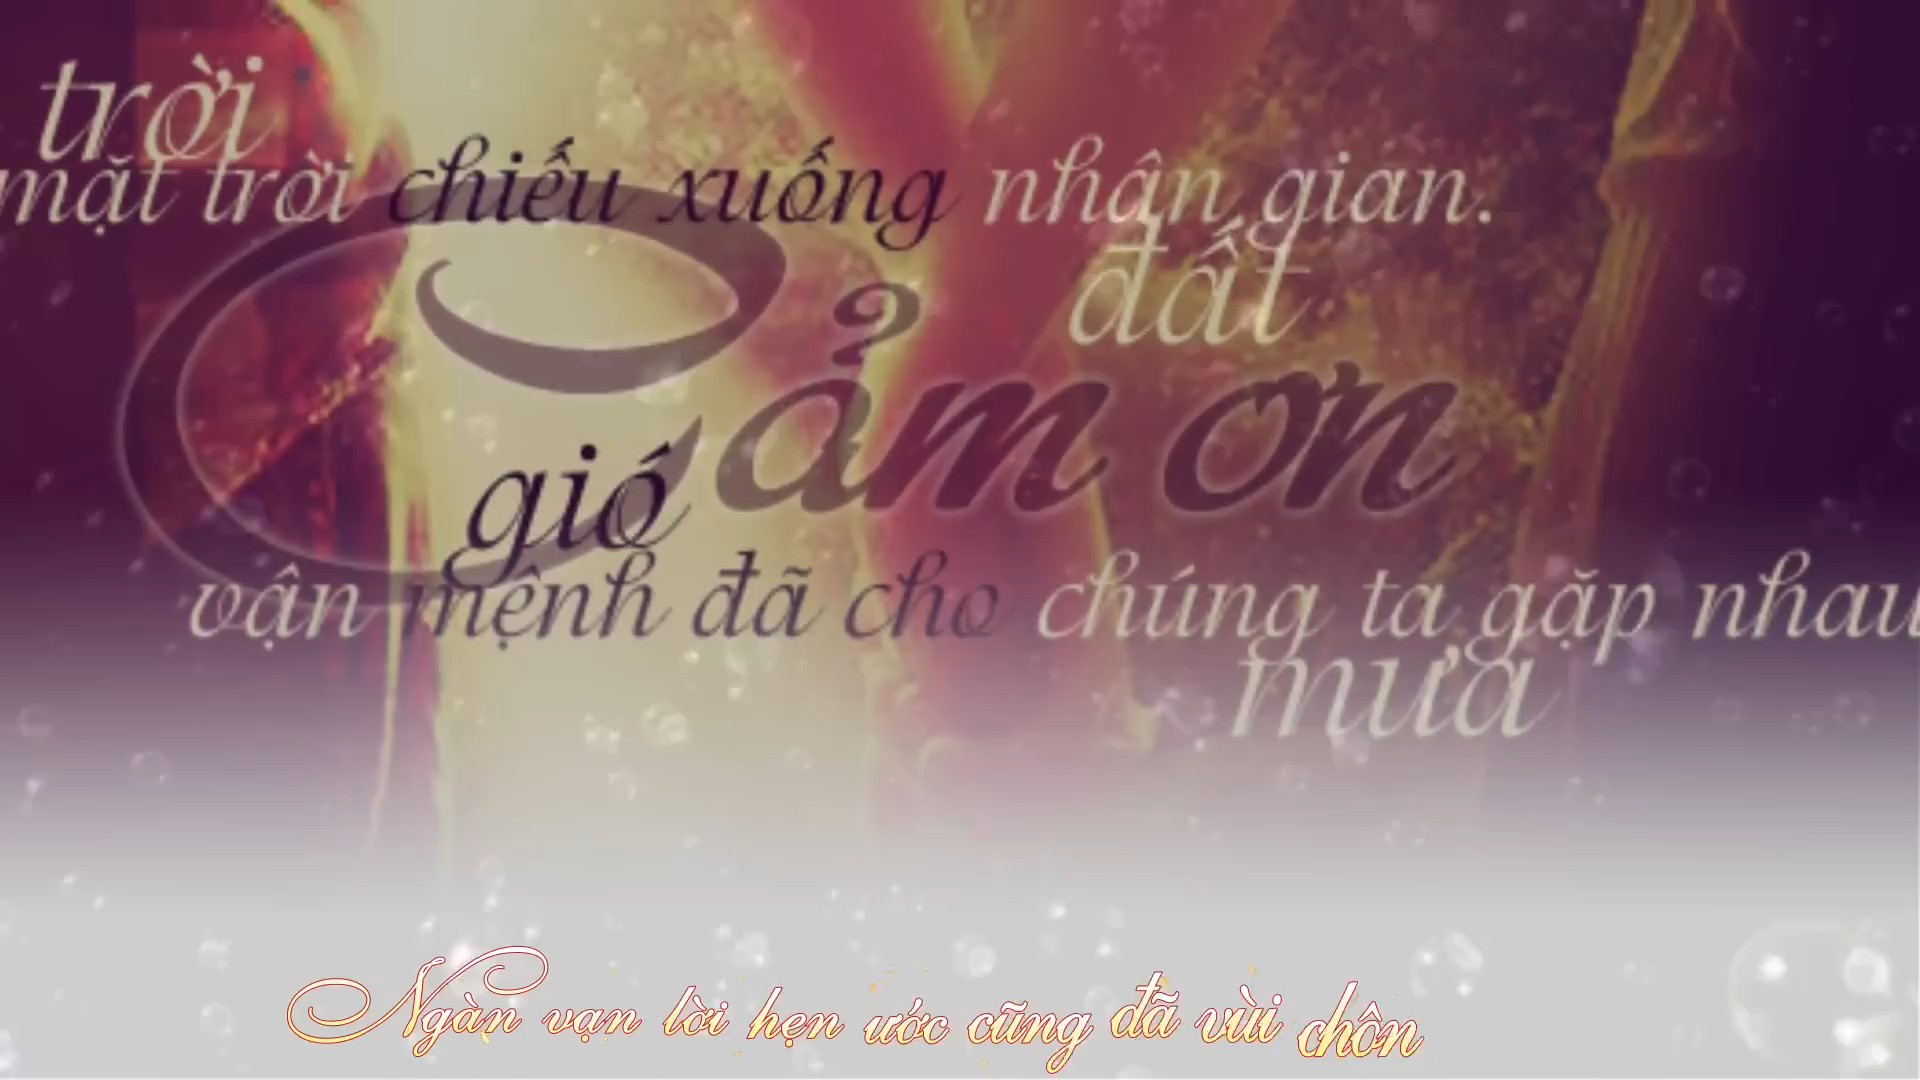 trời
mặt trời chiếu xuống nhân gian.
đất
Cảm ơn
gió
vận mệnh đã cho chúng ta gặp nhau
mưa
Ngàn vạn lời hẹn ước cũng đã vùi chôn